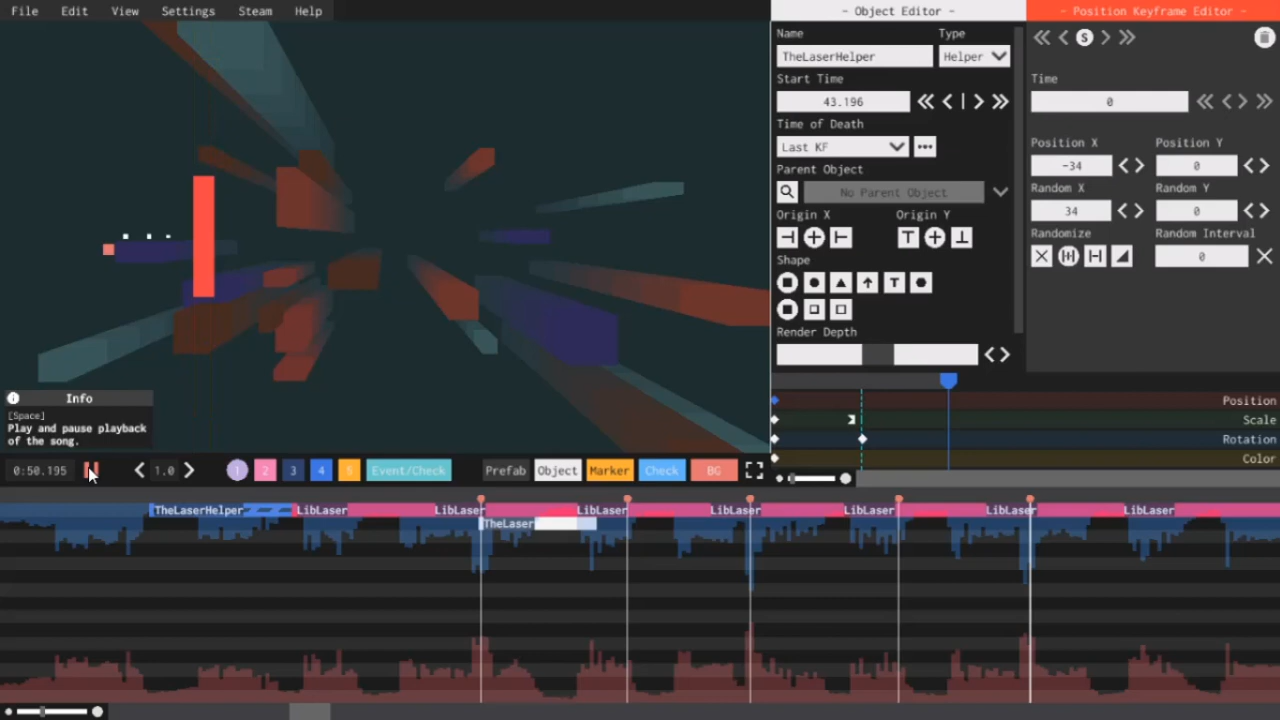 File Edit View Settings Steam Help
- Object Editor -
- Position Keyframe Editor -
Name
Type
TheLaserHelper
Helper
S
Start Time
43.196
Time
0
Time of Death
Last KF
Position X
Position Y
-34
0
Parent Object
No Parent Object
Random X
Random Y
34
0
Origin X
Origin Y
Randomize
Random Interval
0
Shape
Render Depth
Info
[Space]
Play and pause playback
of the song.
Position
Scale
Rotation
Color
0:50.195
1.0
1 2 3 4 5
Event/Check
Prefab Object Marker Check BG
TheLaserHelper LibLaser LibLaser LibLaser LibLaser LibLaser LibLaser LibLaser
TheLaser